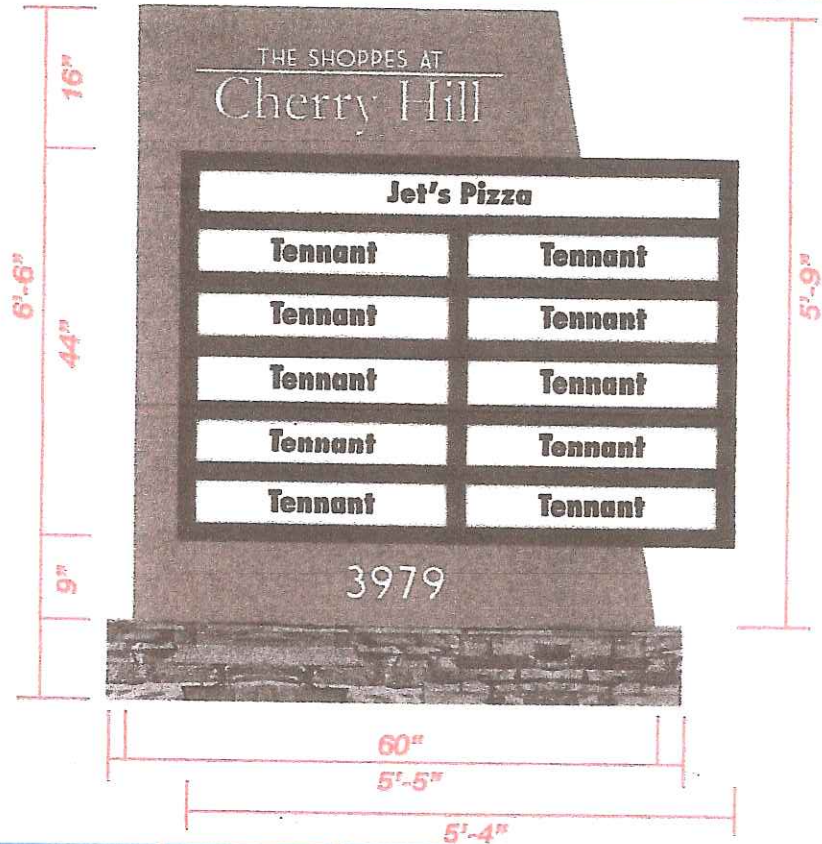 THE SHOPPES AT
Cherry Hill
Jet's Pizza
Tennant Tennant
Tennant Tennant
Tennant Tennant
Tennant Tennant
Tennant Tennant
3979
16"
44"
9"
6'-6"
5'-9"
60"
5'-5"
5'-4"